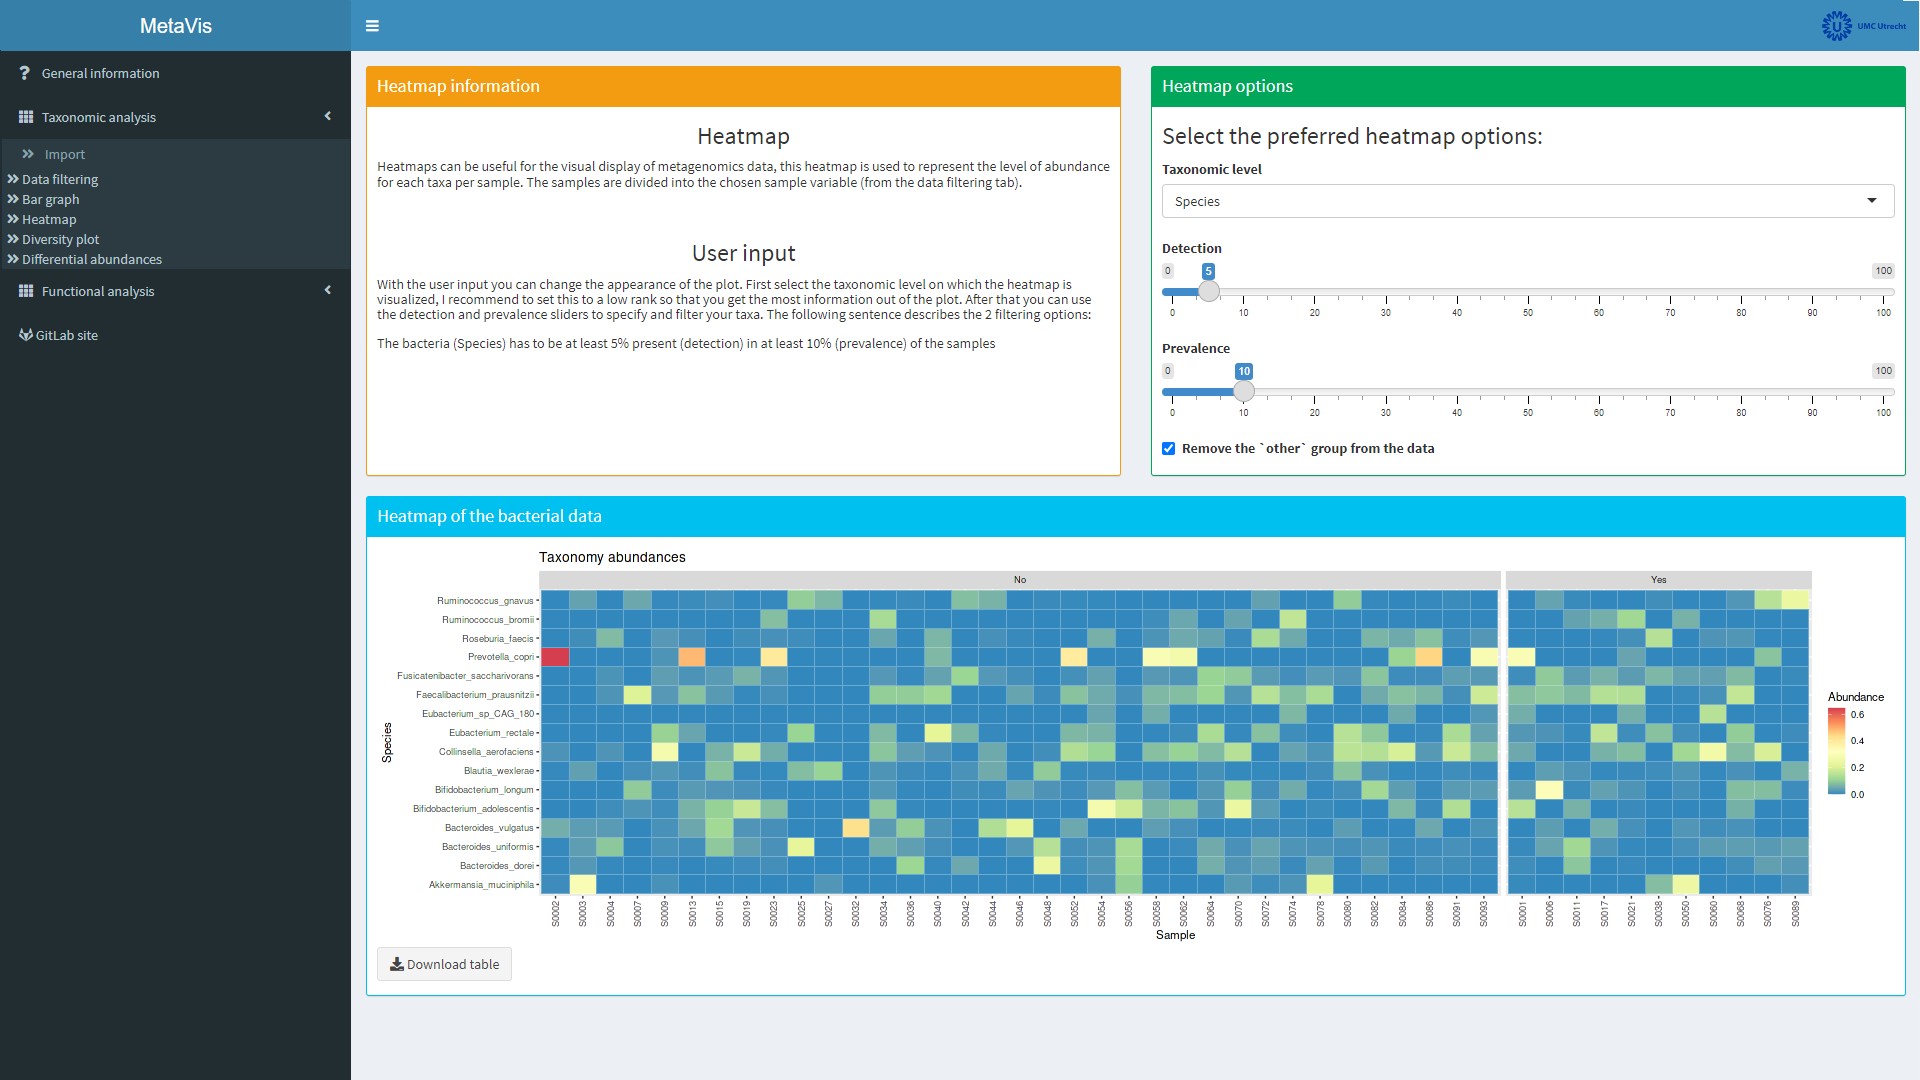 MetaVis
UMC Utrecht
General information
Taxonomic analysis
Import
Data filtering
Bar graph
Heatmap
Diversity plot
Differential abundances
Functional analysis
GitLab site
Heatmap information
Heatmap
Heatmaps can be useful for the visual display of metagenomics data, this heatmap is used to represent the level of abundance
for each taxa per sample. The samples are divided into the chosen sample variable (from the data filtering tab).
User input
With the user input you can change the appearance of the plot. First select the taxonomic level on which the heatmap is
visualized, I recommend to set this to a low rank so that you get the most information out of the plot. After that you can use
the detection and prevalence sliders to specify and filter your taxa. The following sentence describes the 2 filtering options:
The bacteria (Species) has to be at least 5% present (detection) in at least 10% (prevalence) of the samples
Heatmap options
Select the preferred heatmap options:
Taxonomic level
Species
Detection
0 5 100
0 10 20 30 40 50 60 70 80 90 100
Prevalence
0 10 100
0 10 20 30 40 50 60 70 80 90 100
Remove the `other` group from the data
Heatmap of the bacterial data
Taxonomy abundances
No Yes
Species
Ruminococcus_gnavus
Ruminococcus_bromii
Roseburia_faecis
Prevotella_copri
Fusicatenibacter_saccharivorans
Faecalibacterium_prausnitzii
Eubacterium_sp_CAG_180
Eubacterium_rectale
Collinsella_aerofaciens
Blautia_wexlerae
Bifidobacterium_longum
Bifidobacterium_adolescentis
Bacteroides_vulgatus
Bacteroides_uniformis
Bacteroides_dorei
Akkermansia_muciniphila
S0002 S0003 S0004 S0007 S0009 S0013 S0015 S0019 S0023 S0025 S0027 S0032 S0034 S0036 S0040 S0042 S0044 S0046 S0048 S0052 S0054 S0056 S0058 S0062 S0064 S0070 S0072 S0074 S0078 S0080 S0082 S0084 S0086 S0091 S0093 S0001 S0006 S0011 S0017 S0021 S0038 S0050 S0060 S0068 S0076 S0089
Sample
Abundance
0.6
0.4
0.2
0.0
Download table